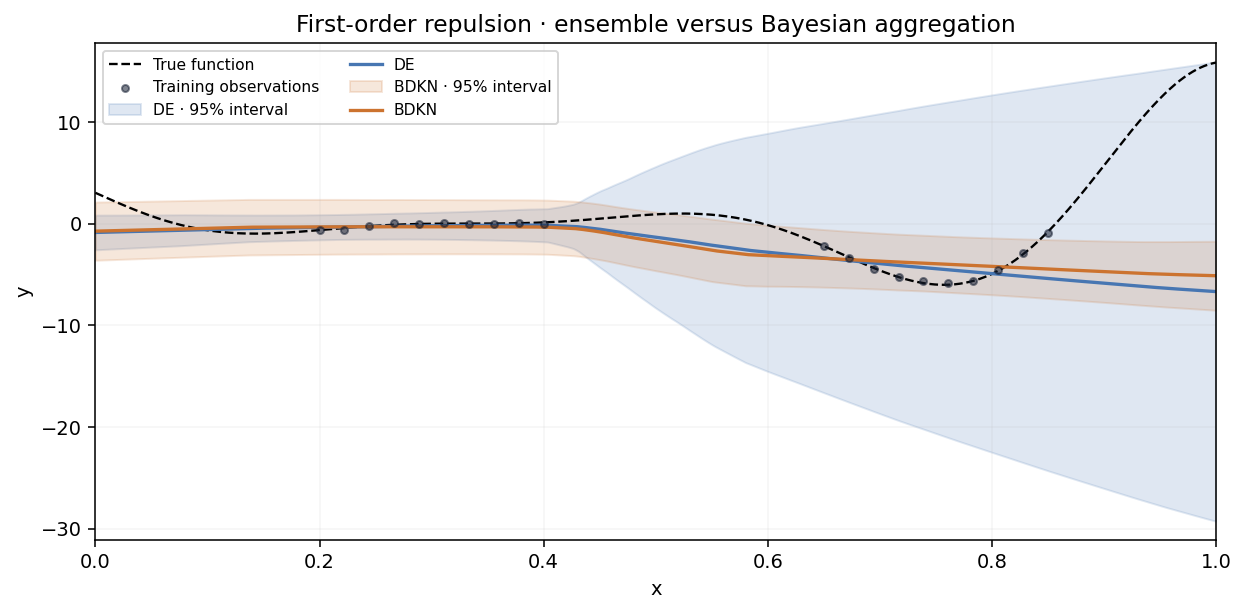 First-order repulsion · ensemble versus Bayesian aggregation
True function
Training observations
DE · 95% interval
DE
BDKN · 95% interval
BDKN
y
10
0
−10
−20
−30
0.0
0.2
0.4
0.6
0.8
1.0
x